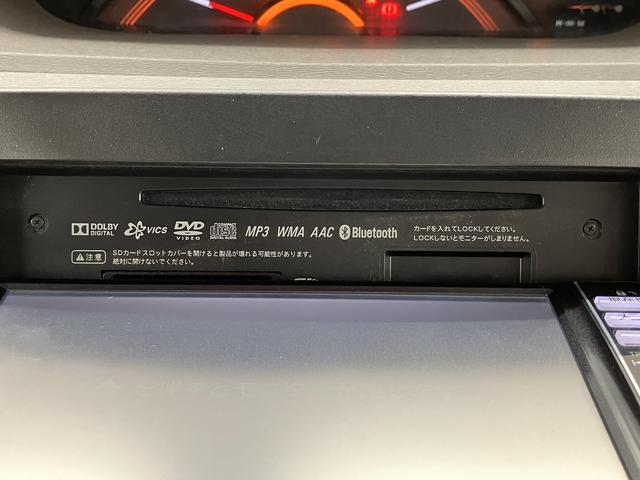 DOLBY DIGITAL
VICS
DVD VIDEO
COMPACT disc DIGITAL AUDIO
MP3 WMA AAC Bluetooth
カードを入れてLOCKしてください。
LOCKしないとモニターがしまりません。
注意
SDカードスロットカバーを開けると製品が壊れる可能性があります。
絶対に開けないでください。